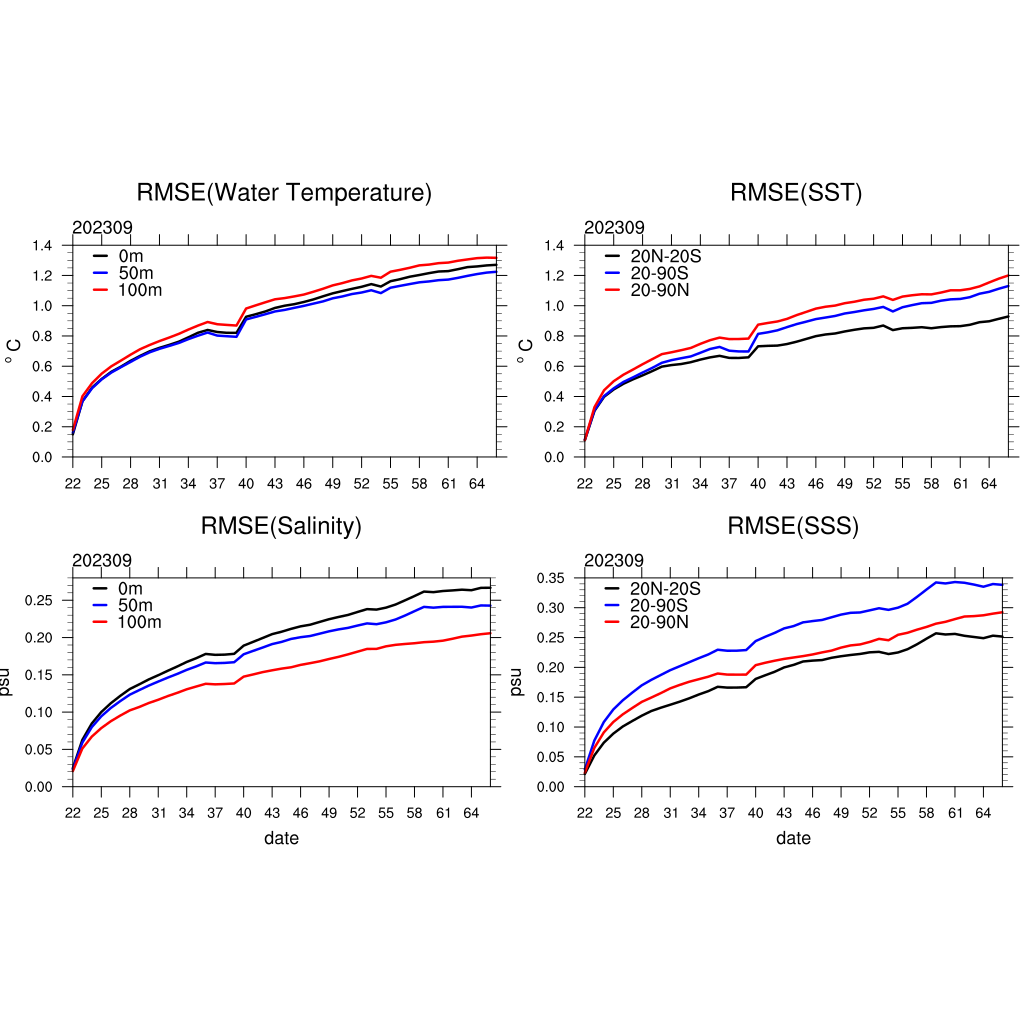 RMSE(Water Temperature)
202309
0m
50m
100m
1.4
1.2
1.0
0.8
0.6
0.4
0.2
0.0
° C
22 25 28 31 34 37 40 43 46 49 52 55 58 61 64
RMSE(SST)
202309
20N-20S
20-90S
20-90N
1.4
1.2
1.0
0.8
0.6
0.4
0.2
0.0
° C
22 25 28 31 34 37 40 43 46 49 52 55 58 61 64
RMSE(Salinity)
202309
0m
50m
100m
0.25
0.20
0.15
0.10
0.05
0.00
psu
22 25 28 31 34 37 40 43 46 49 52 55 58 61 64
date
RMSE(SSS)
202309
20N-20S
20-90S
20-90N
0.35
0.30
0.25
0.20
0.15
0.10
0.05
0.00
psu
22 25 28 31 34 37 40 43 46 49 52 55 58 61 64
date